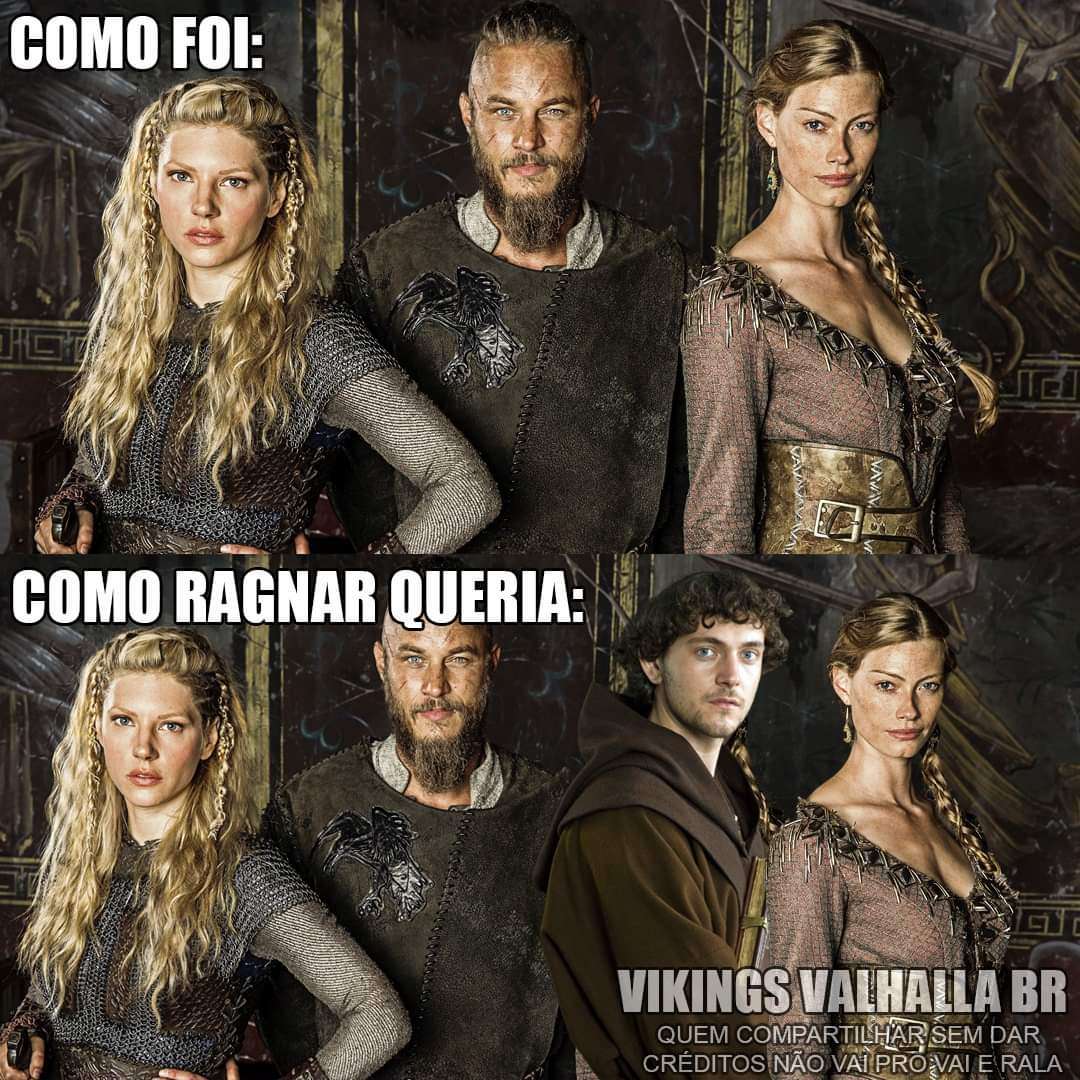 COMO FOI:
COMO RAGNAR QUERIA:
VIKINGS VALHALLA BR
QUEM COMPARTILHAR SEM DAR
CRÉDITOS NÃO VAI PRO VAI E RALA